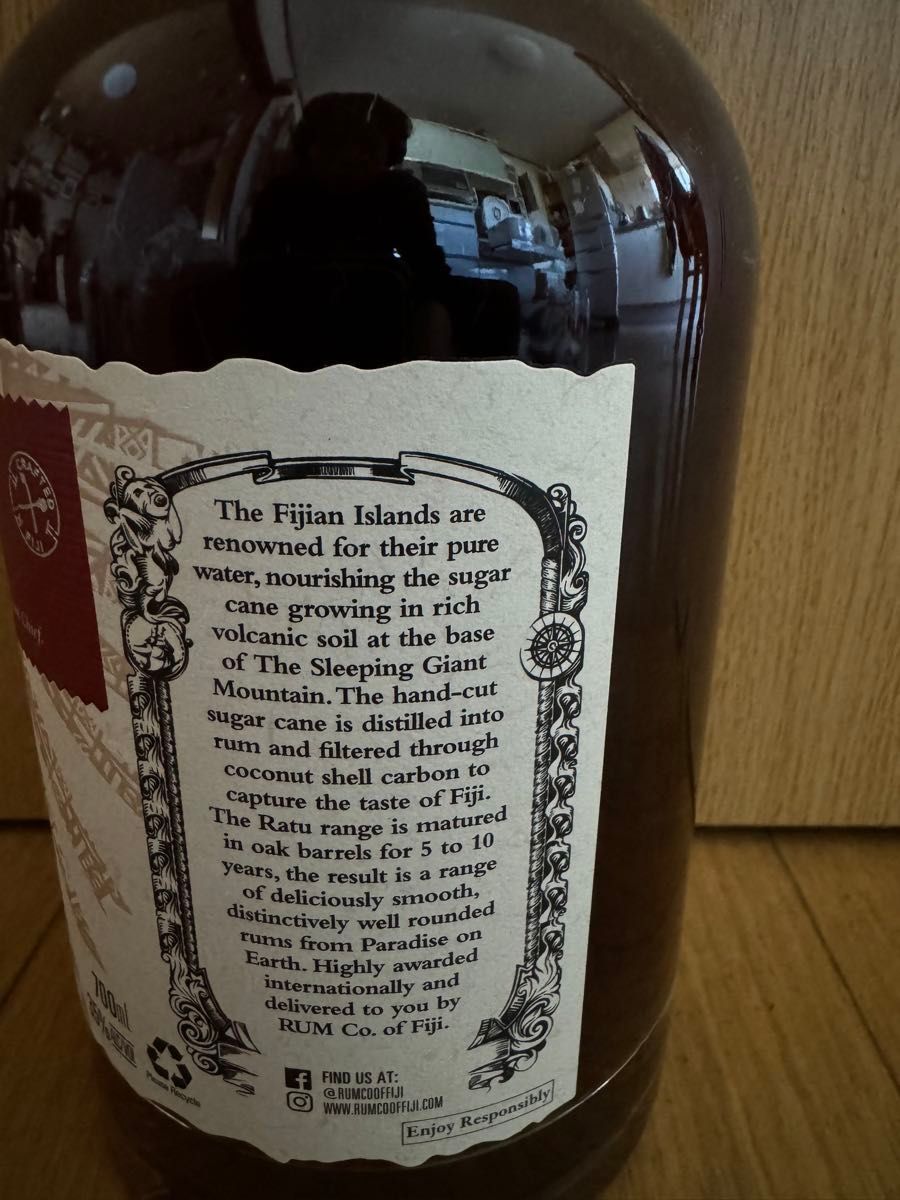 CRAFTED
FIJI
Chief.
The Fijian Islands are
renowned for their pure
water, nourishing the sugar
cane growing in rich
volcanic soil at the base
of The Sleeping Giant
Mountain. The hand-cut
sugar cane is distilled into
rum and filtered through
coconut shell carbon to
capture the taste of Fiji.
The Ratu range is matured
in oak barrels for 5 to 10
years, the result is a range
of deliciously smooth,
distinctively well rounded
rums from Paradise on
Earth. Highly awarded
internationally and
delivered to you by
RUM Co. of Fiji.
700ml
Please Recycle
FIND US AT:
@RUMCOOFFIJI
WWW.RUMCOOFFIJI.COM
Enjoy Responsibly